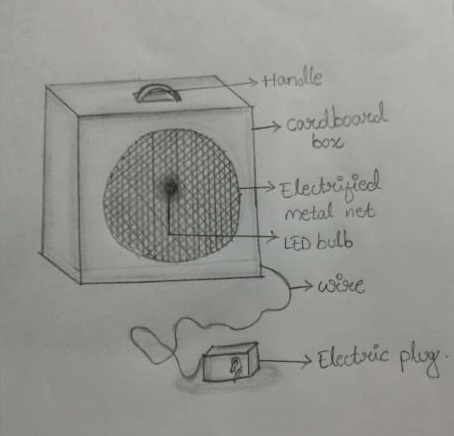 Handle
cardboard
box
Electrified
metal net
LED bulb
wire
Electric plug.